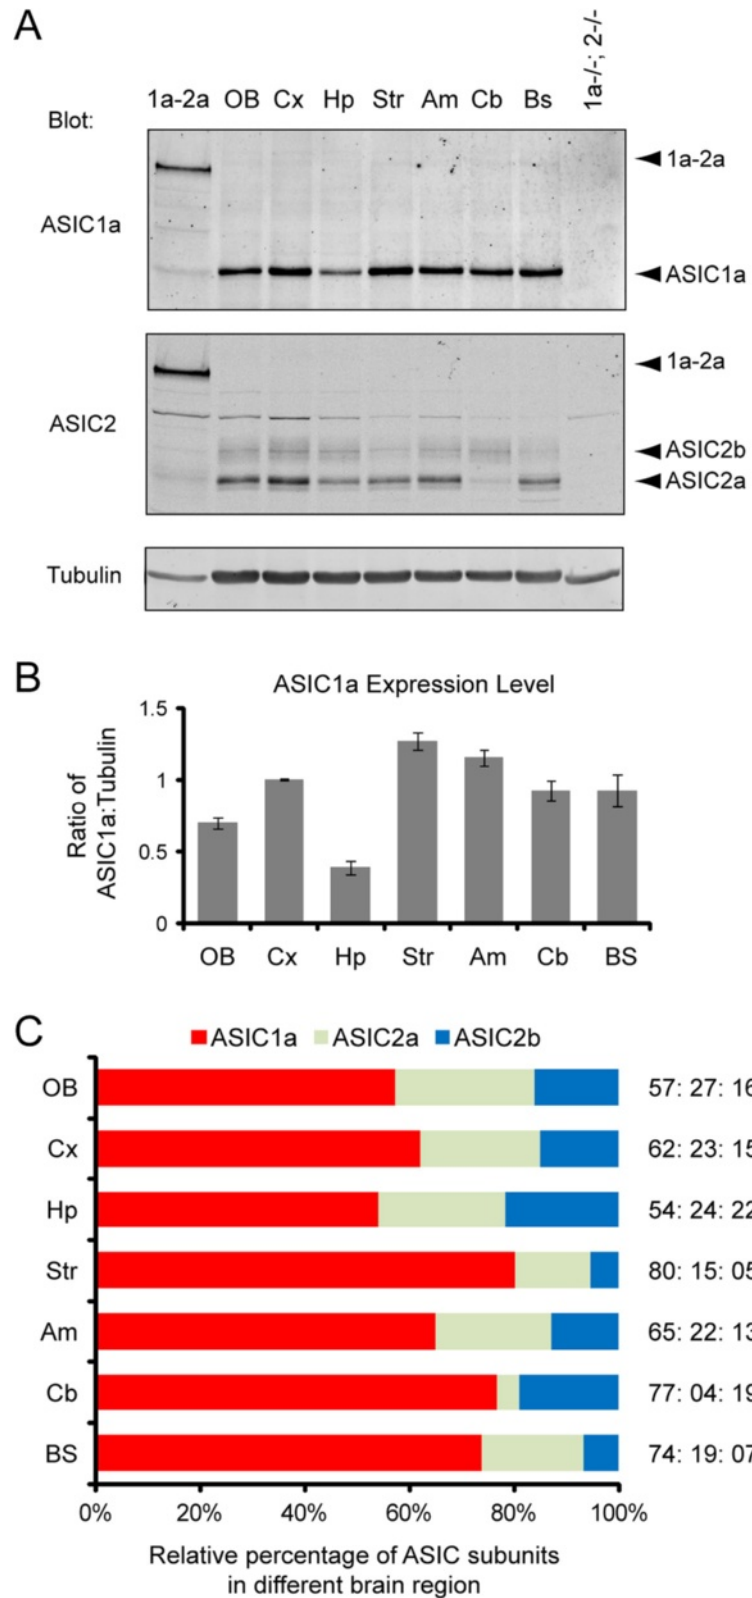 A
1a-2a OB Cx Hp Str Am Cb Bs 1a-/-; 2-/-
Blot:
1a-2a
ASIC1a
ASIC1a
1a-2a
ASIC2
ASIC2b
ASIC2a
Tubulin
B
ASIC1a Expression Level
Ratio of
ASIC1a:Tubulin
1.5
1
0.5
0
OB Cx Hp Str Am Cb BS
C
ASIC1a ASIC2a ASIC2b
OB 57: 27: 16
Cx 62: 23: 15
Hp 54: 24: 22
Str 80: 15: 05
Am 65: 22: 13
Cb 77: 04: 19
BS 74: 19: 07
0% 20% 40% 60% 80% 100%
Relative percentage of ASIC subunits
in different brain region